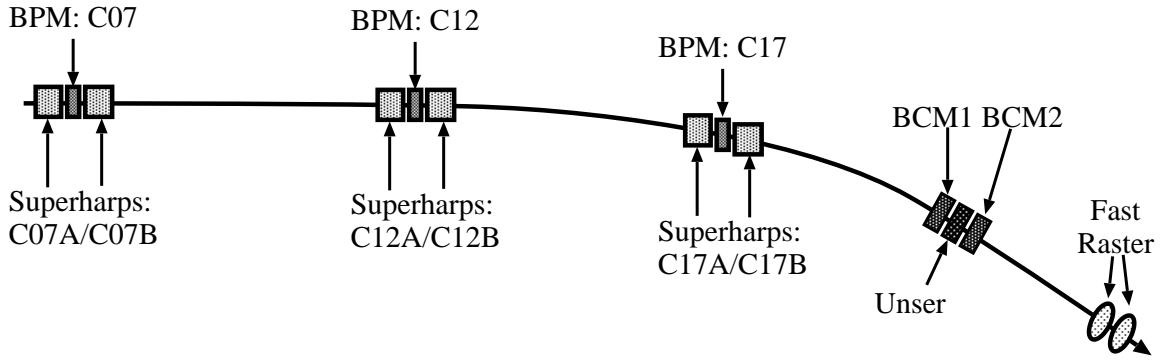 BPM: C07
BPM: C12
BPM: C17
BCM1 BCM2
Superharps:
C07A/C07B
Superharps:
C12A/C12B
Superharps:
C17A/C17B
Unser
Fast
Raster